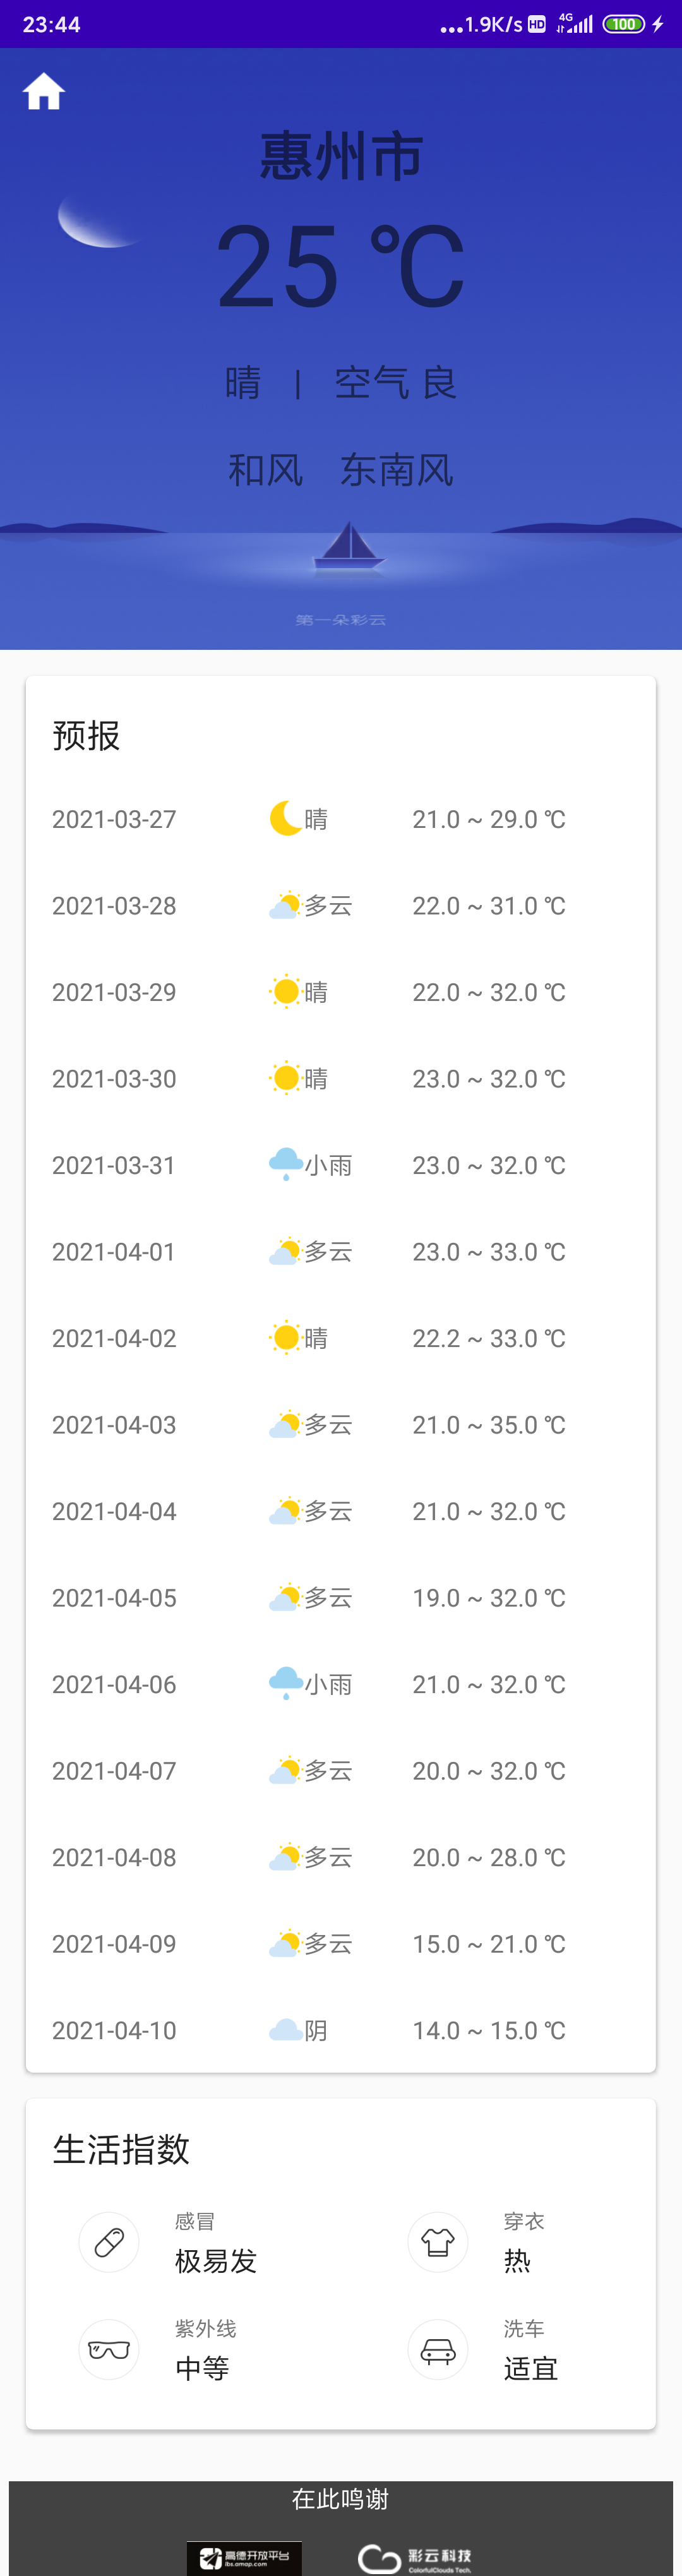 23:44 ...1.9K/s HD 4G 100
惠州市
25 ℃
晴 | 空气 良
和风 东南风
第一朵彩云
预报
2021-03-27 晴 21.0 ~ 29.0 ℃
2021-03-28 多云 22.0 ~ 31.0 ℃
2021-03-29 晴 22.0 ~ 32.0 ℃
2021-03-30 晴 23.0 ~ 32.0 ℃
2021-03-31 小雨 23.0 ~ 32.0 ℃
2021-04-01 多云 23.0 ~ 33.0 ℃
2021-04-02 晴 22.2 ~ 33.0 ℃
2021-04-03 多云 21.0 ~ 35.0 ℃
2021-04-04 多云 21.0 ~ 32.0 ℃
2021-04-05 多云 19.0 ~ 32.0 ℃
2021-04-06 小雨 21.0 ~ 32.0 ℃
2021-04-07 多云 20.0 ~ 32.0 ℃
2021-04-08 多云 20.0 ~ 28.0 ℃
2021-04-09 多云 15.0 ~ 21.0 ℃
2021-04-10 阴 14.0 ~ 15.0 ℃
生活指数
感冒 穿衣
极易发 热
紫外线 洗车
中等 适宜
在此鸣谢
高德开放平台 彩云科技
lbs.amap.com ColorfulClouds Tech.